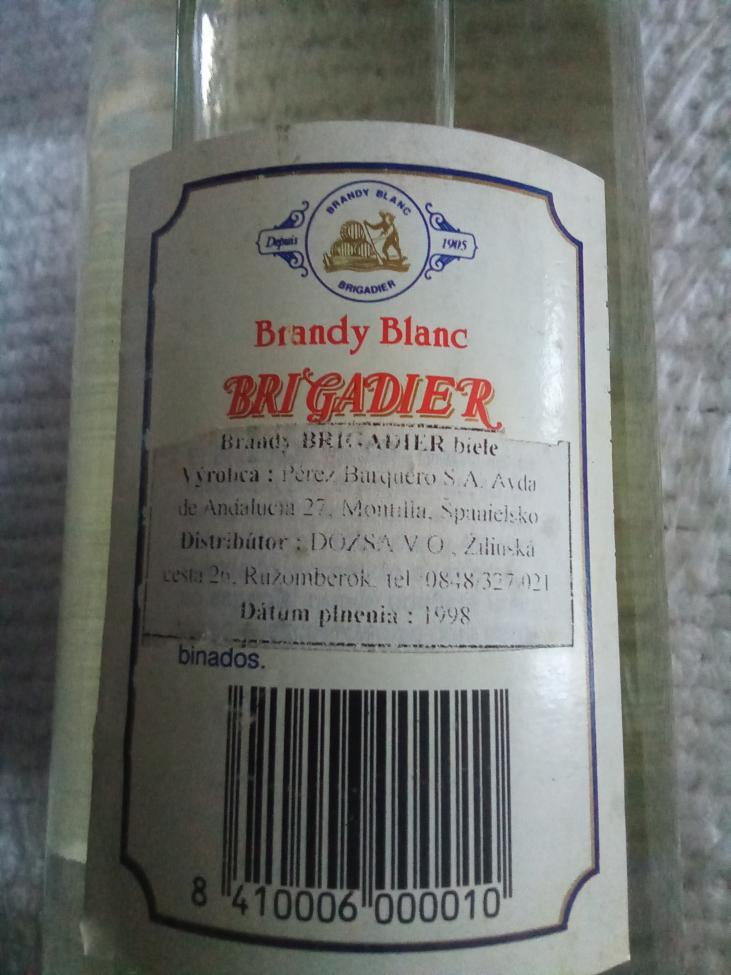 BRANDY BLANC
Depuis 1905
BRIGADIER
Brandy Blanc
BRIGADIER
Brandy BRIGADIER biele
Výrobca : Pérez Barquero S.A. Avda
de Andalucia 27, Montilla, Španielsko
Distribútor : DOZSA V.O., Žilinská
cesta 26, Ružomberok. tel. 0848/327 021
Dátum plnenia : 1998
binados.
8 410006 000010